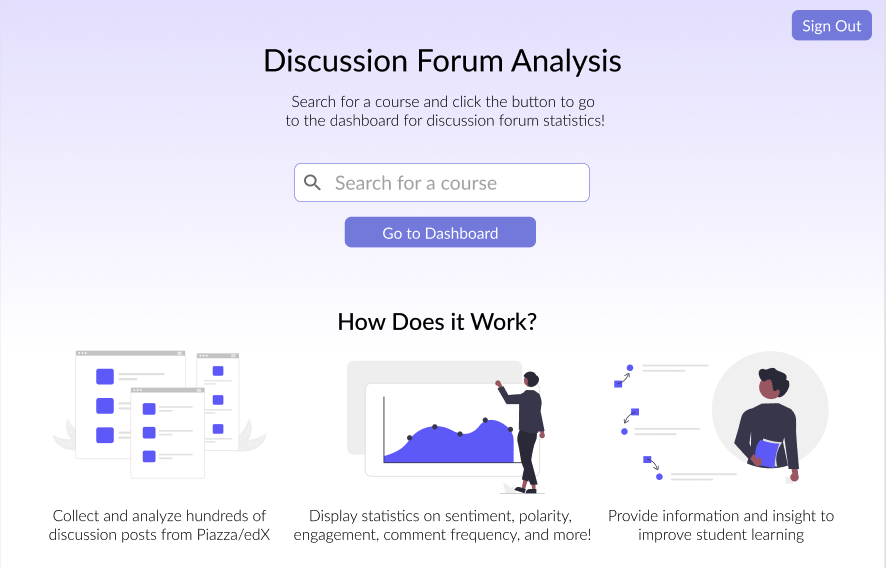 Sign Out
Discussion Forum Analysis
Search for a course and click the button to go
to the dashboard for discussion forum statistics!
Search for a course
Go to Dashboard
How Does it Work?
Collect and analyze hundreds of
discussion posts from Piazza/edX
Display statistics on sentiment, polarity,
engagement, comment frequency, and more!
Provide information and insight to
improve student learning